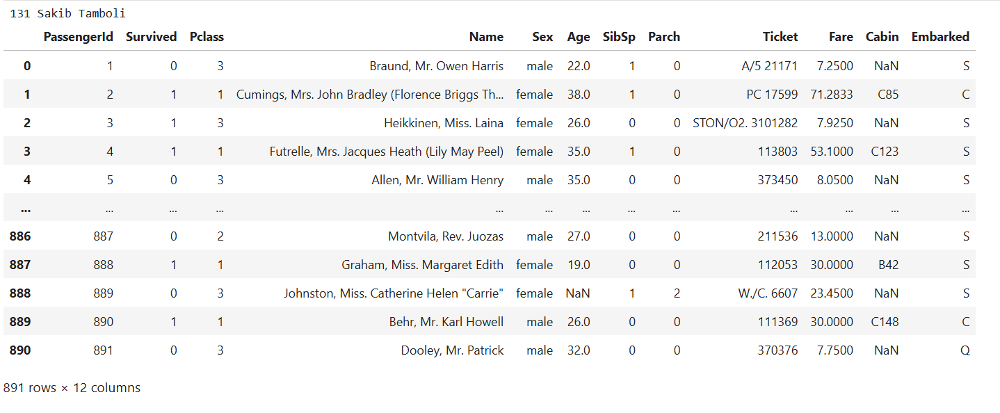 131 Sakib Tamboli
PassengerId Survived Pclass Name Sex Age SibSp Parch Ticket Fare Cabin Embarked
0 1 0 3 Braund, Mr. Owen Harris male 22.0 1 0 A/5 21171 7.2500 NaN S
1 2 1 1 Cumings, Mrs. John Bradley (Florence Briggs Th... female 38.0 1 0 PC 17599 71.2833 C85 C
2 3 1 3 Heikkinen, Miss. Laina female 26.0 0 0 STON/O2. 3101282 7.9250 NaN S
3 4 1 1 Futrelle, Mrs. Jacques Heath (Lily May Peel) female 35.0 1 0 113803 53.1000 C123 S
4 5 0 3 Allen, Mr. William Henry male 35.0 0 0 373450 8.0500 NaN S
... ... ... ... ... ... ... ... ... ... ... ... ...
886 887 0 2 Montvila, Rev. Juozas male 27.0 0 0 211536 13.0000 NaN S
887 888 1 1 Graham, Miss. Margaret Edith female 19.0 0 0 112053 30.0000 B42 S
888 889 0 3 Johnston, Miss. Catherine Helen "Carrie" female NaN 1 2 W./C. 6607 23.4500 NaN S
889 890 1 1 Behr, Mr. Karl Howell male 26.0 0 0 111369 30.0000 C148 C
890 891 0 3 Dooley, Mr. Patrick male 32.0 0 0 370376 7.7500 NaN Q
891 rows × 12 columns